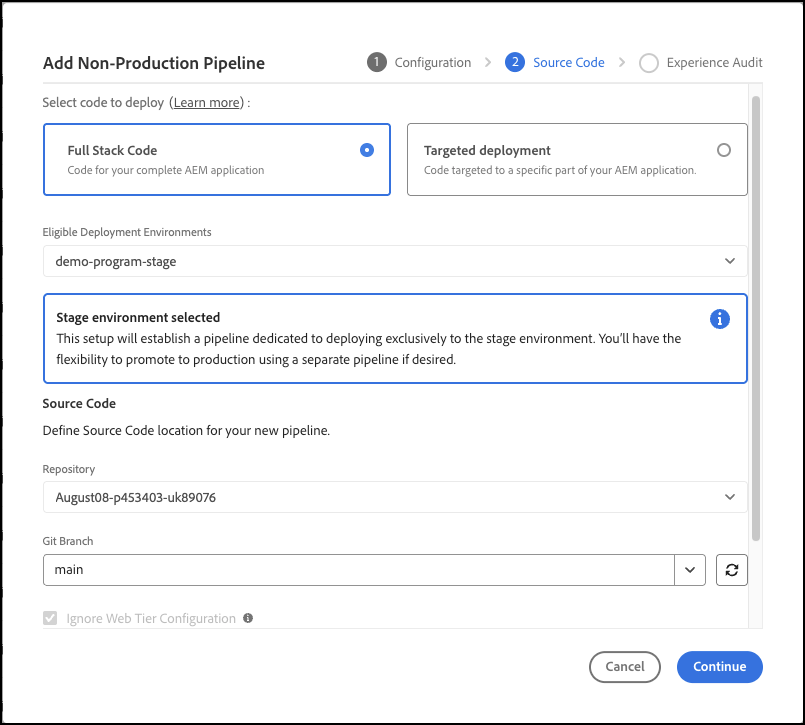 Add Non-Production Pipeline
1 Configuration
2 Source Code
Experience Audit
Select code to deploy (Learn more) :
Full Stack Code
Code for your complete AEM application
Targeted deployment
Code targeted to a specific part of your AEM application.
Eligible Deployment Environments
demo-program-stage
Stage environment selected
This setup will establish a pipeline dedicated to deploying exclusively to the stage environment. You’ll have the
flexibility to promote to production using a separate pipeline if desired.
Source Code
Define Source Code location for your new pipeline.
Repository
August08-p453403-uk89076
Git Branch
main
Ignore Web Tier Configuration
Cancel
Continue